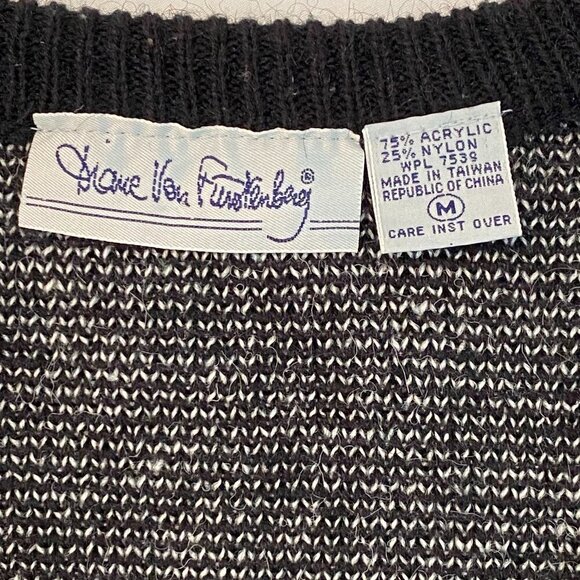 Diane Von Furstenberg®
75% ACRYLIC
25% NYLON
WPL 7539
MADE IN TAIWAN
REPUBLIC OF CHINA
M
CARE INST OVER